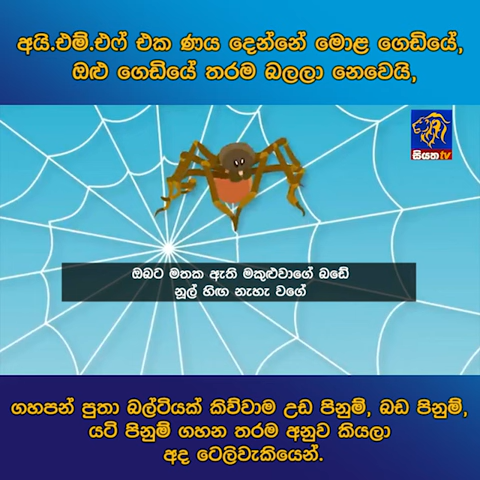 අයි.එම්.එෆ් එක ණය දෙන්නේ මොළ ගෙඩියේ,
ඔළු ගෙඩියේ තරම බලලා නෙවෙයි,
සියත tv
ඔබට මතක ඇති මකුළුවාගේ බඩේ
නූල් හිඟ නැහැ වගේ
ගහපන් පුතා බල්ටියක් කිව්වාම උඩ පිනුම්, බඩ පිනුම්,
යටි පිනුම් ගහන තරම අනුව කියලා
අද ටෙලිවැකියෙන්.